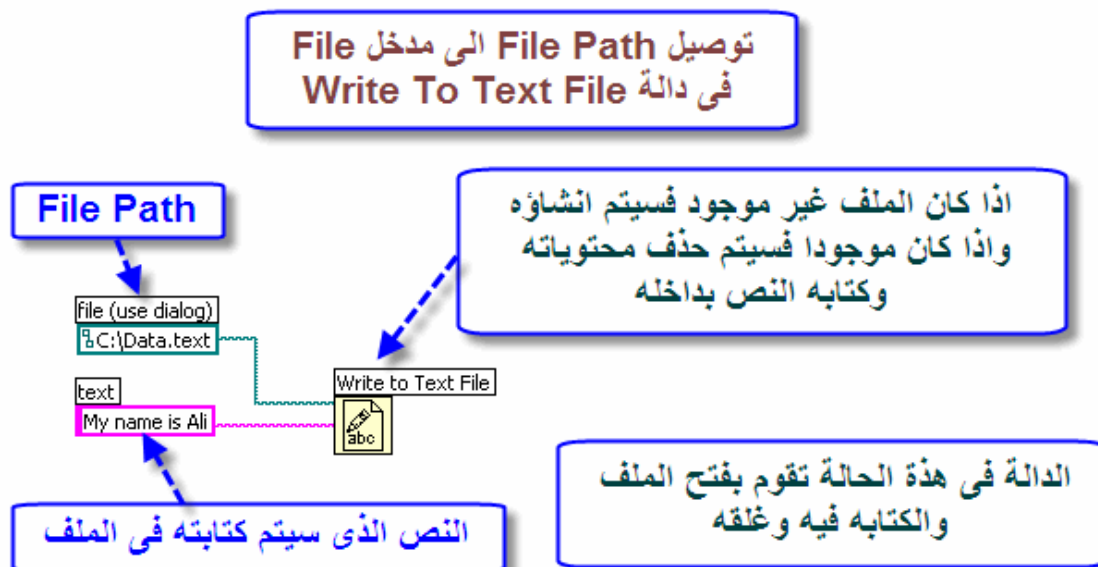 توصيل File Path الى مدخل File
فى دالة Write To Text File
File Path
اذا كان الملف غير موجود فسيتم انشاؤه
واذا كان موجودا فسيتم حذف محتوياته
وكتابه النص بداخله
file (use dialog)
C:\Data.text
text
My name is Ali
Write to Text File
abc
النص الذى سيتم كتابته فى الملف
الدالة فى هذة الحالة تقوم بفتح الملف
والكتابه فيه وغلقه